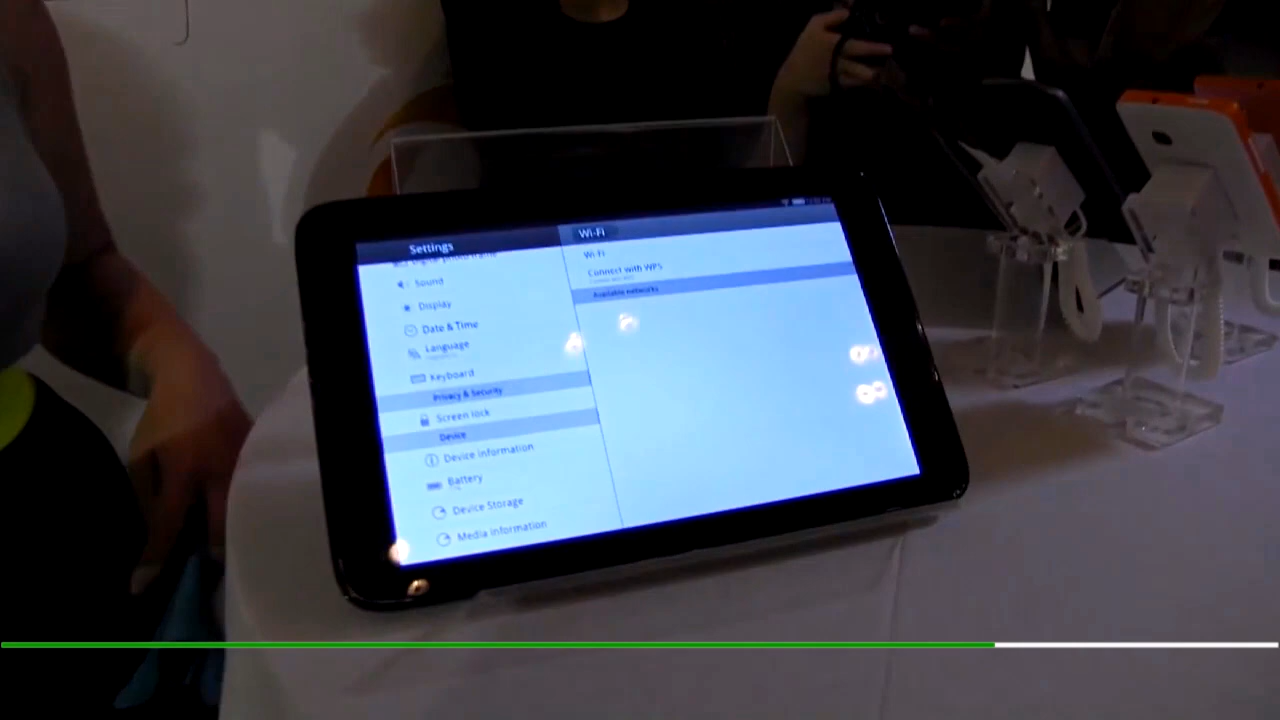 Settings
Sound
Display
Date & Time
Language
Keyboard
Privacy & Security
Screen lock
Device
Device Information
Battery
Device Storage
Media Information
Wi-Fi
Wi-Fi
Connect with WPS
Available networks